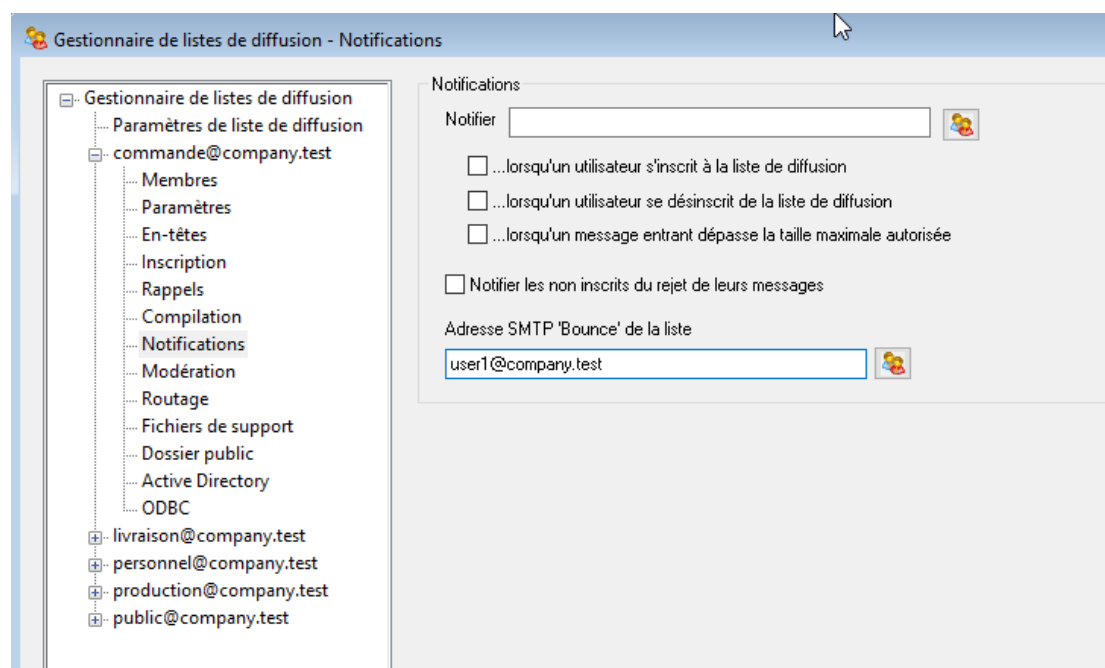 Gestionnaire de listes de diffusion - Notifications
Gestionnaire de listes de diffusion
Paramètres de liste de diffusion
commande@company.test
Membres
Paramètres
En-têtes
Inscription
Rappels
Compilation
Notifications
Modération
Routage
Fichiers de support
Dossier public
Active Directory
ODBC
livraison@company.test
personnel@company.test
production@company.test
public@company.test
Notifications
Notifier
...lorsqu'un utilisateur s'inscrit à la liste de diffusion
...lorsqu'un utilisateur se désinscrit de la liste de diffusion
...lorsqu'un message entrant dépasse la taille maximale autorisée
Notifier les non inscrits du rejet de leurs messages
Adresse SMTP 'Bounce' de la liste
user1@company.test